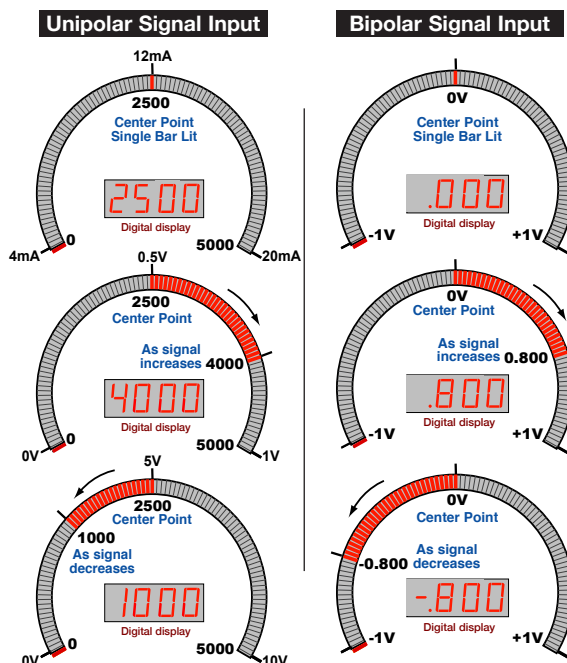 Unipolar Signal Input
12mA
2500
Center Point
Single Bar Lit
2500
Digital display
0
5000
4mA
20mA
0.5V
2500
Center Point
As signal
increases
4000
4000
Digital display
0
5000
0V
1V
5V
2500
Center Point
1000
As signal
decreases
1000
Digital display
0
5000
0V
10V
Bipolar Signal Input
0V
Center Point
Single Bar Lit
.000
Digital display
-1V
+1V
0V
Center Point
As signal
increases
0.800
.800
Digital display
-1V
+1V
0V
Center Point
-0.800
As signal
decreases
-.800
Digital display
-1V
+1V